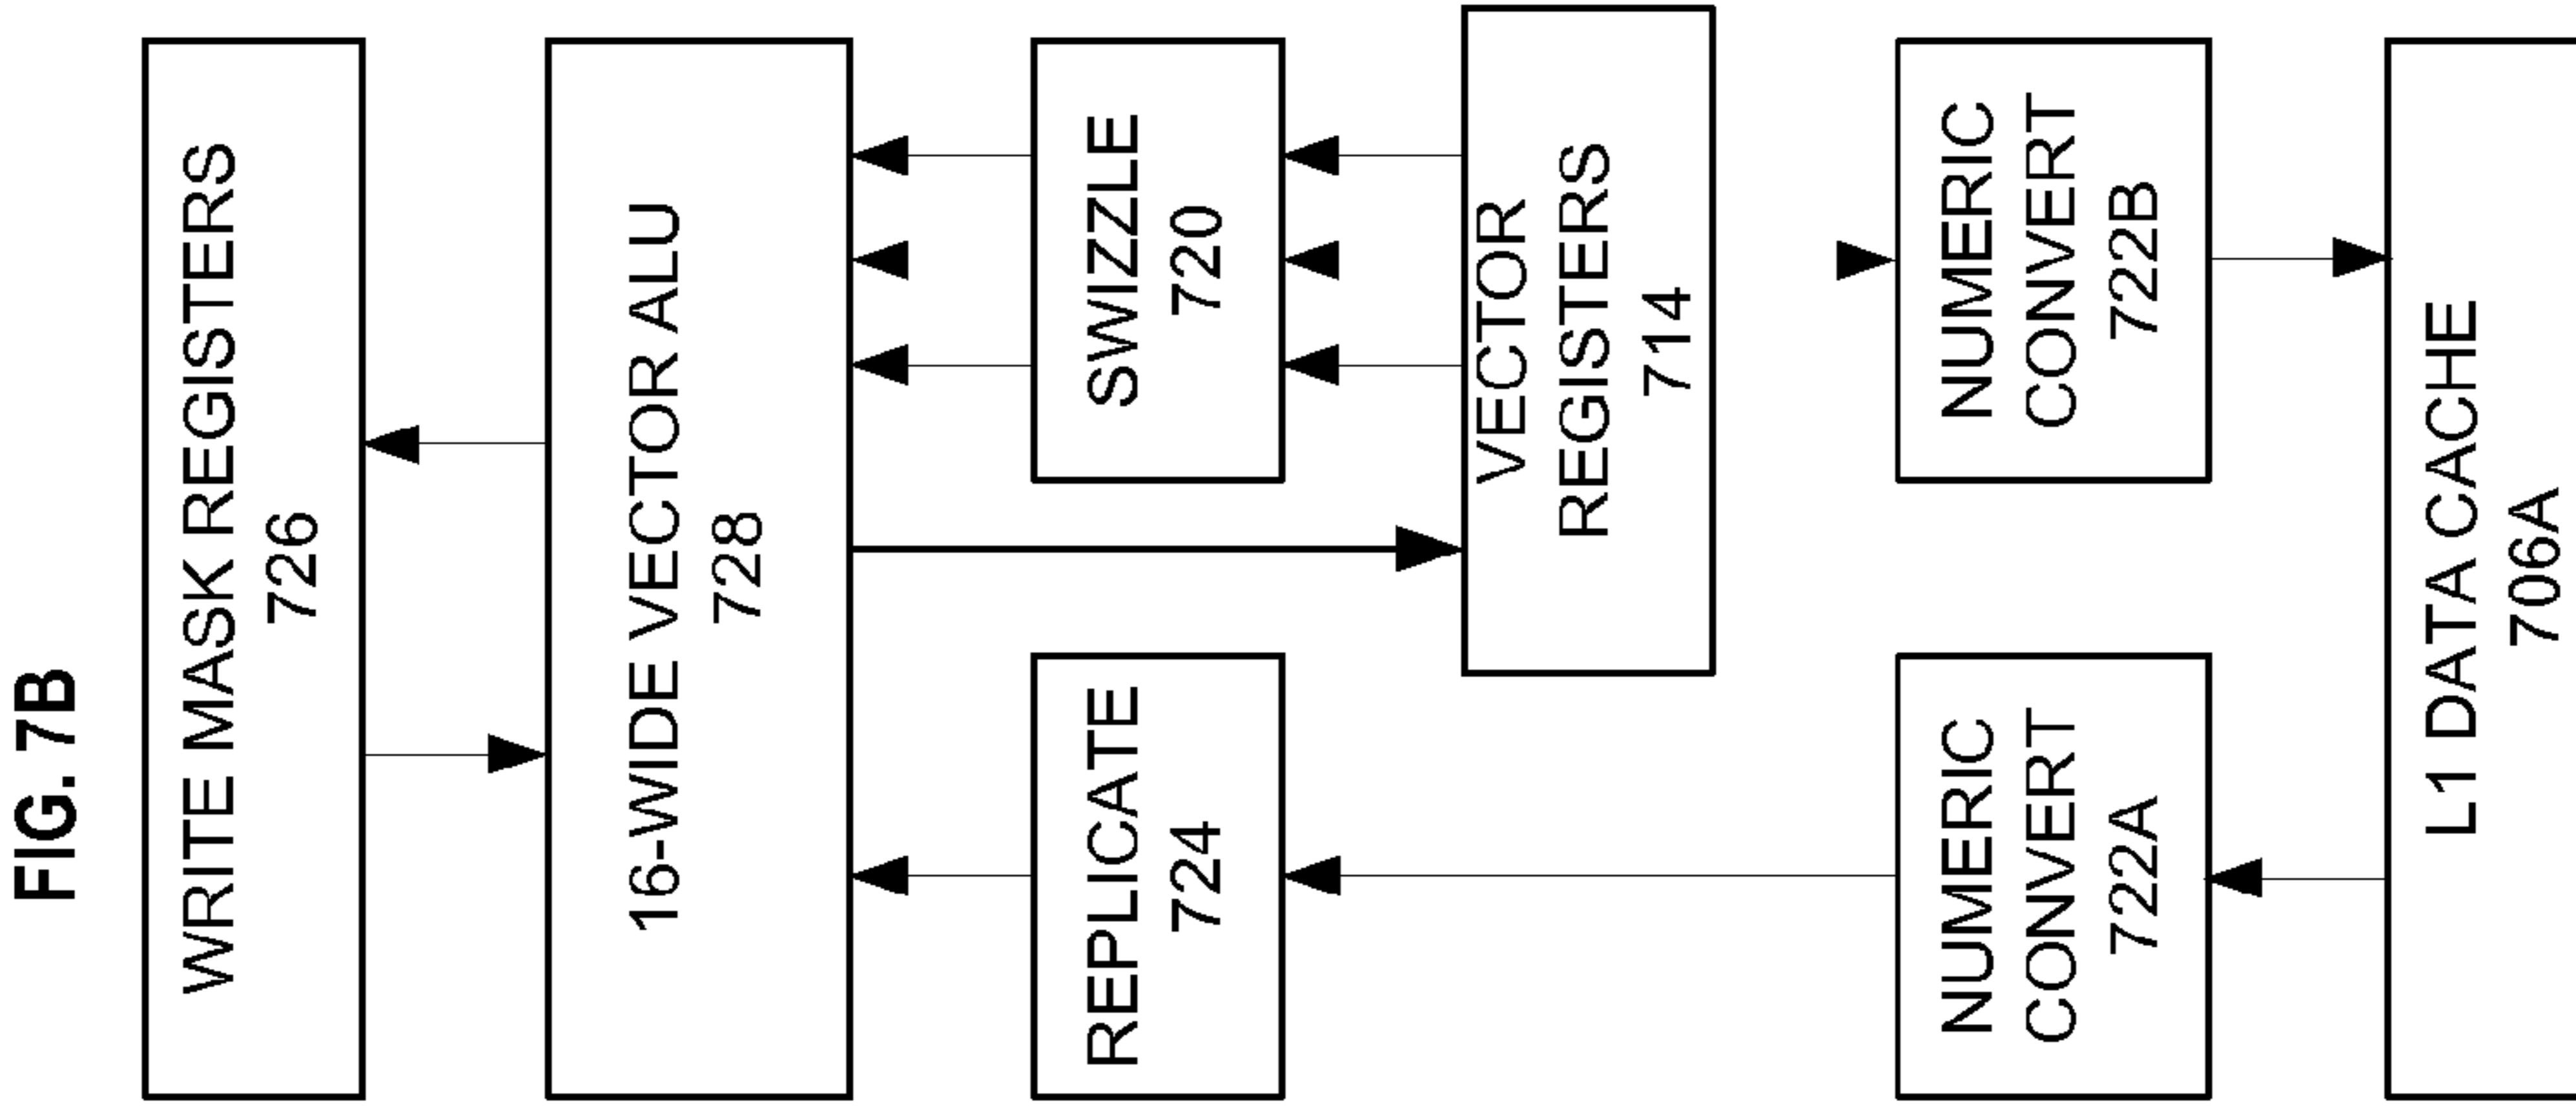 FIG. 7B
WRITE MASK REGISTERS
726
16-WIDE VECTOR ALU
728
REPLICATE
724
SWIZZLE
720
VECTOR
REGISTERS
714
NUMERIC
CONVERT
722A
NUMERIC
CONVERT
722B
L1 DATA CACHE
706A